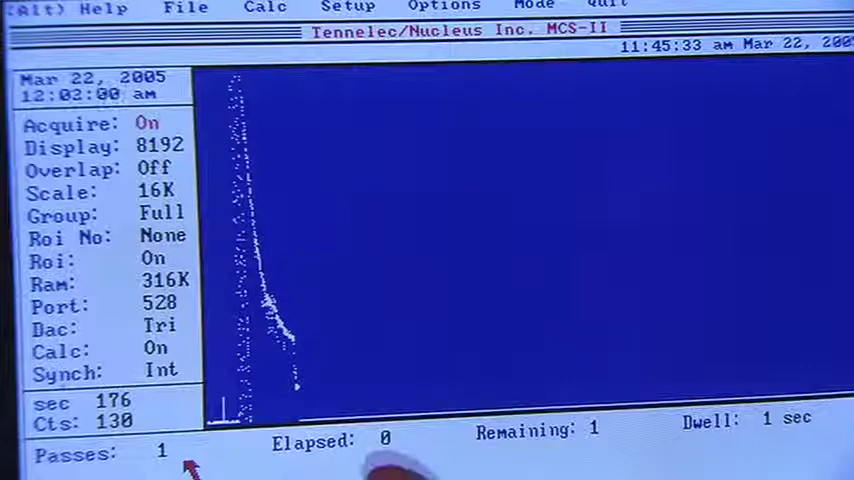 (Alt) Help File Calc Setup Options Mode Quit
Tennelec/Nucleus Inc. MCS-II
11:45:33 am Mar 22, 200
Mar 22, 2005
12:02:00 am
Acquire: On
Display: 8192
Overlap: Off
Scale: 16K
Group: Full
Roi No: None
Roi: On
Ram: 316K
Port: 528
Dac: Tri
Calc: On
Synch: Int
sec 176
Cts: 130
Passes: 1 Elapsed: 0 Remaining: 1 Dwell: 1 sec